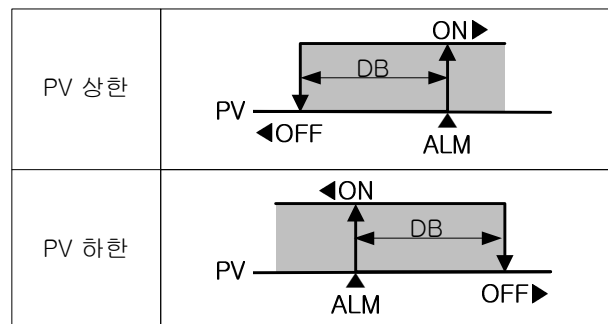 PV 상한
ON▶
DB
PV
◀OFF
ALM
PV 하한
◀ON
DB
PV
ALM
OFF▶